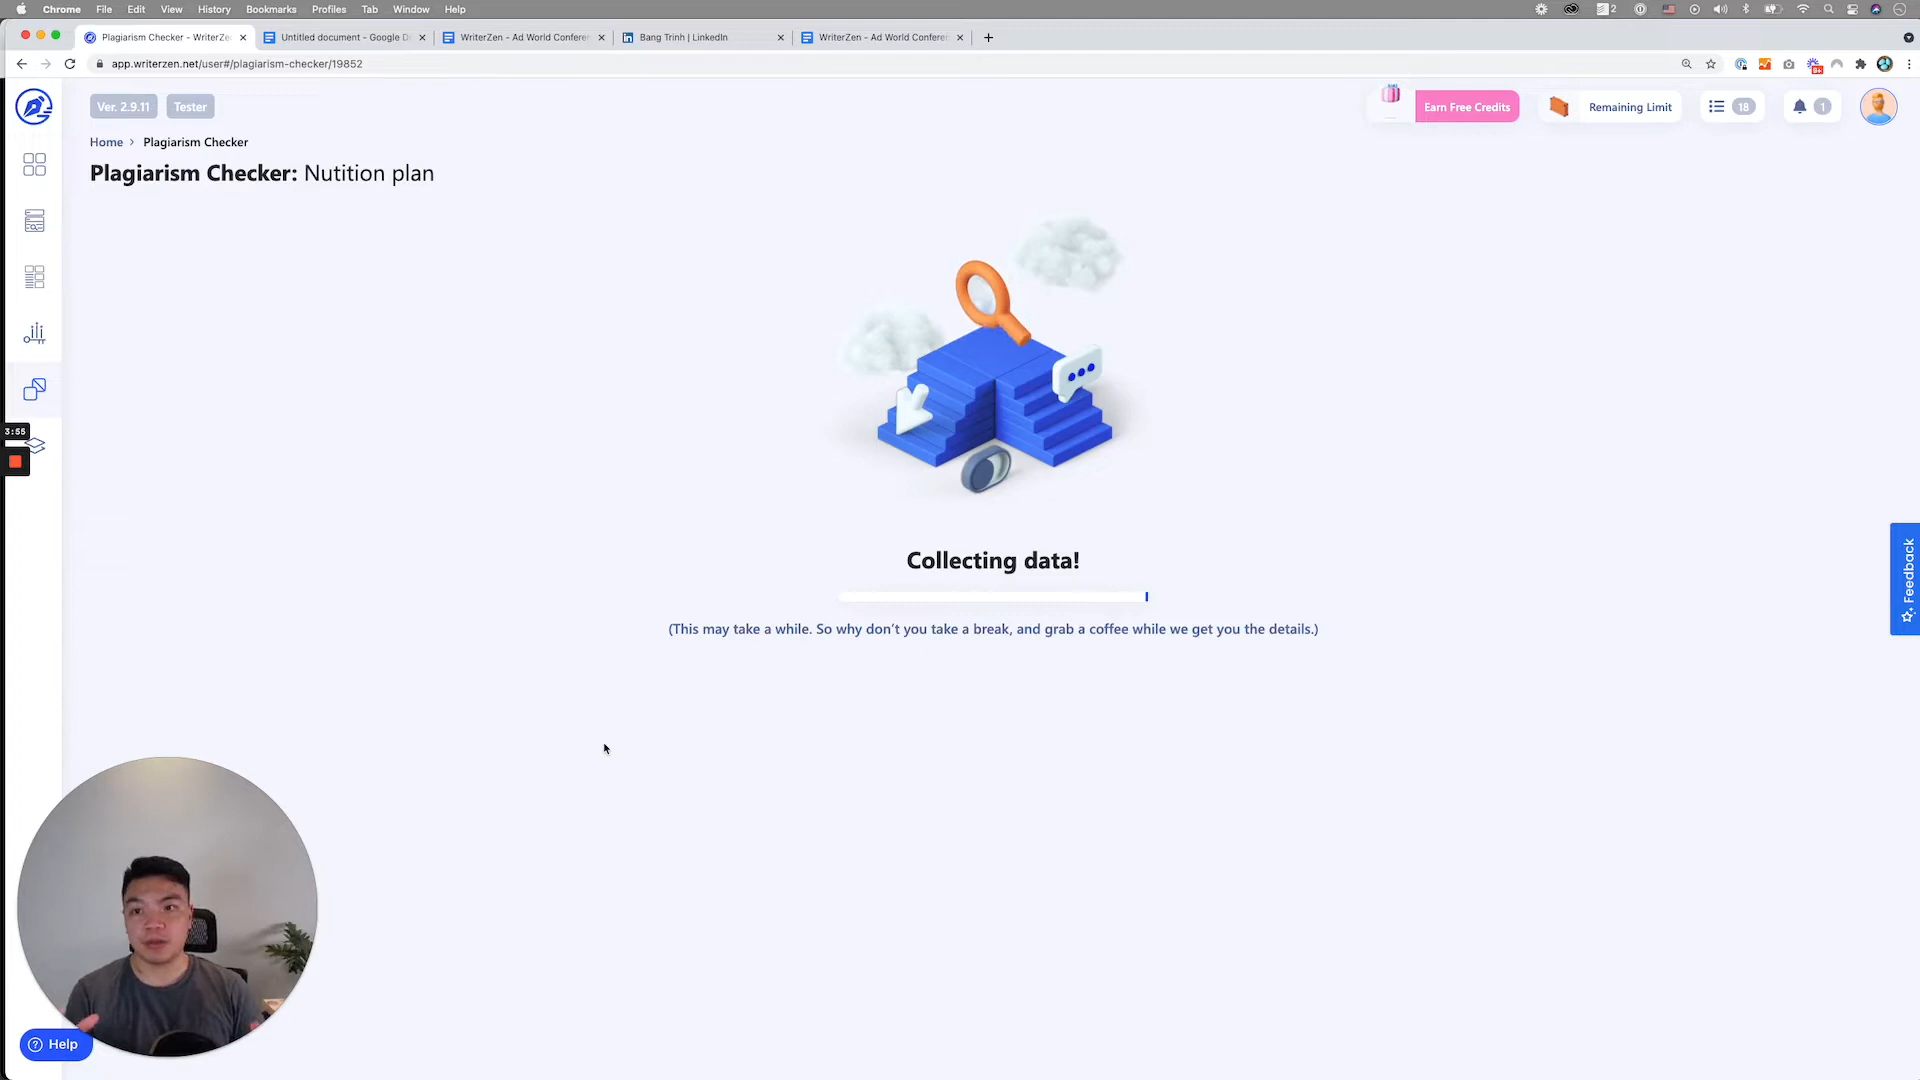 Chrome File Edit View History Bookmarks Profiles Tab Window Help
2
Plagiarism Checker - WriterZe
Untitled document - Google D
WriterZen - Ad World Conferen
Bang Trinh | LinkedIn
WriterZen - Ad World Conferen
app.writerzen.net/user#/plagiarism-checker/19852
Ver. 2.9.11
Tester
Earn Free Credits
Remaining Limit
18
1
Home > Plagiarism Checker
Plagiarism Checker: Nutition plan
3:55
Collecting data!
(This may take a while. So why don't you take a break, and grab a coffee while we get you the details.)
Feedback
Help